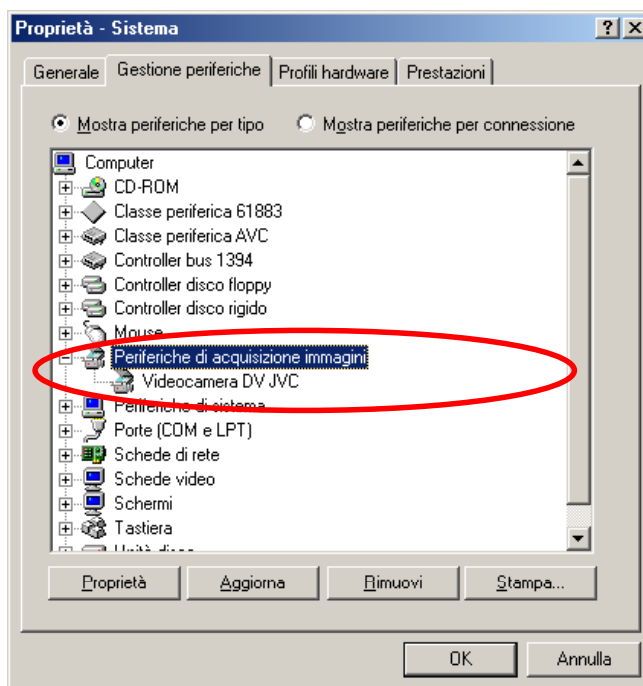 Proprietà - Sistema
Generale Gestione periferiche Profili hardware Prestazioni
Mostra periferiche per tipo Mostra periferiche per connessione
Computer
CD-ROM
Classe periferica 61883
Classe periferica AVC
Controller bus 1394
Controller disco floppy
Controller disco rigido
Mouse
Periferiche di acquisizione immagini
Videocamera DV JVC
Periferiche di sistema
Porte (COM e LPT)
Schede di rete
Schede video
Schermi
Tastiera
Unità disco
Proprietà Aggiorna Rimuovi Stampa...
OK Annulla